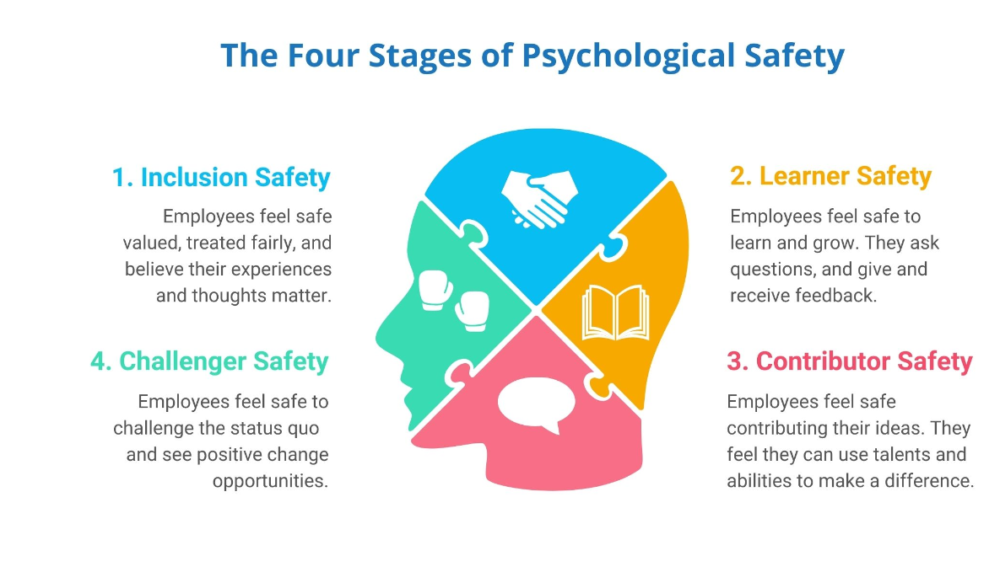 The Four Stages of Psychological Safety
1. Inclusion Safety
Employees feel safe
valued, treated fairly, and
believe their experiences
and thoughts matter.
2. Learner Safety
Employees feel safe to
learn and grow. They ask
questions, and give and
receive feedback.
4. Challenger Safety
Employees feel safe to
challenge the status quo
and see positive change
opportunities.
3. Contributor Safety
Employees feel safe
contributing their ideas. They
feel they can use talents and
abilities to make a difference.